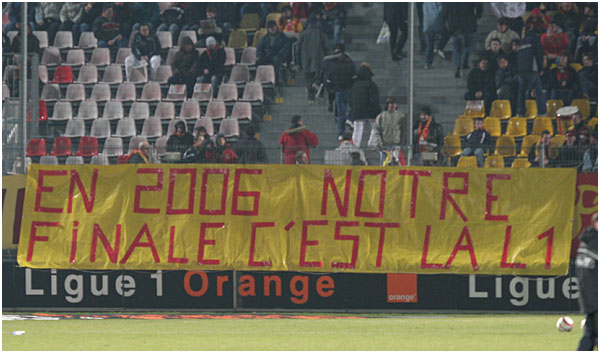 EN 2006 NOTRE
FINALE C'EST LA L1
Ligue 1 Orange orange Ligue